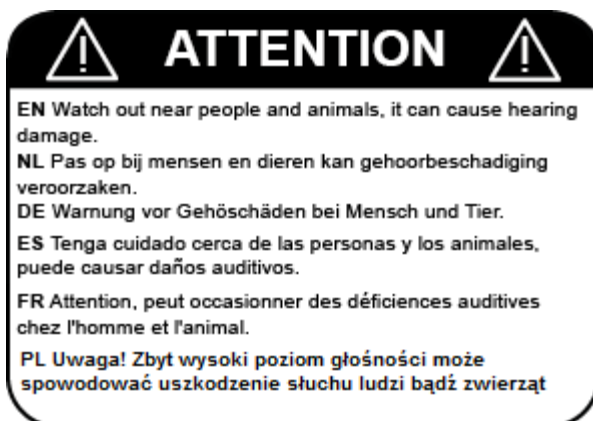 ATTENTION
EN Watch out near people and animals, it can cause hearing
damage.
NL Pas op bij mensen en dieren kan gehoorbeschadiging
veroorzaken.
DE Warnung vor Gehöschäden bei Mensch und Tier.
ES Tenga cuidado cerca de las personas y los animales,
puede causar daños auditivos.
FR Attention, peut occasionner des déficiences auditives
chez l'homme et l'animal.
PL Uwaga! Zbyt wysoki poziom głośności może
spowodować uszkodzenie słuchu ludzi bądź zwierząt